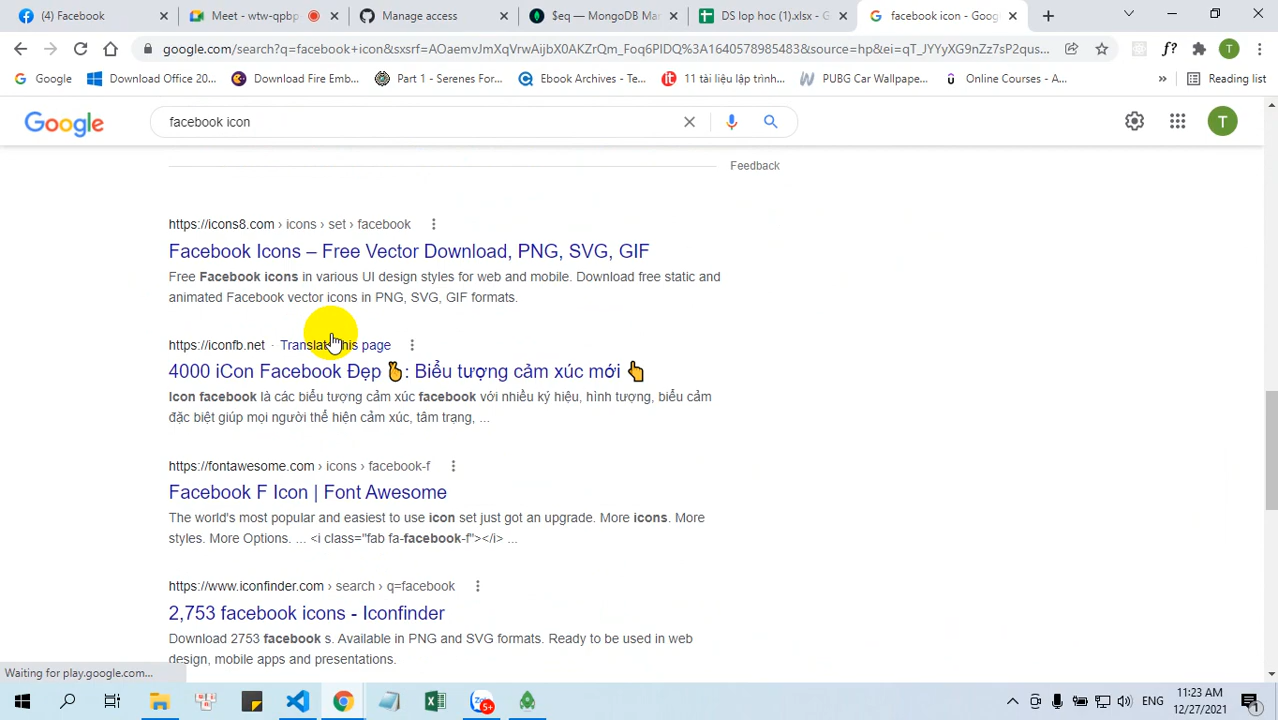 (4) Facebook
Meet - wtw-qpbp
Manage access
$eq — MongoDB Ma
DS lop hoc (1).xlsx - G
facebook icon - Goog
google.com/search?q=facebook+icon&sxsrf=AOaemvJmXqVrwAijbX0AKZrQm_Foq6PIDQ%3A1640578985483&source=hp&ei=qT_JYYyXG9nZz7sP2qus...
f?
T
Google
Download Office 20...
Download Fire Emb...
Part 1 - Serenes For...
Ebook Archives - Te...
11 tài liệu lập trình...
PUBG Car Wallpape...
Online Courses - A...
»
Reading list
Google
facebook icon
T
Feedback
https://icons8.com › icons › set › facebook
Facebook Icons – Free Vector Download, PNG, SVG, GIF
Free Facebook icons in various UI design styles for web and mobile. Download free static and
animated Facebook vector icons in PNG, SVG, GIF formats.
https://iconfb.net · Translate this page
4000 iCon Facebook Đẹp 🫰: Biểu tượng cảm xúc mới 👆
Icon facebook là các biểu tượng cảm xúc facebook với nhiều ký hiệu, hình tượng, biểu cảm
đặc biệt giúp mọi người thể hiện cảm xúc, tâm trạng, ...
https://fontawesome.com › icons › facebook-f
Facebook F Icon | Font Awesome
The world's most popular and easiest to use icon set just got an upgrade. More icons. More
styles. More Options. ... <i class="fab fa-facebook-f"></i> ...
https://www.iconfinder.com › search › q=facebook
2,753 facebook icons - Iconfinder
Download 2753 facebook s. Available in PNG and SVG formats. Ready to be used in web
design, mobile apps and presentations.
Waiting for play.google.com...
Zalo
5+
ENG
11:23 AM
12/27/2021
1